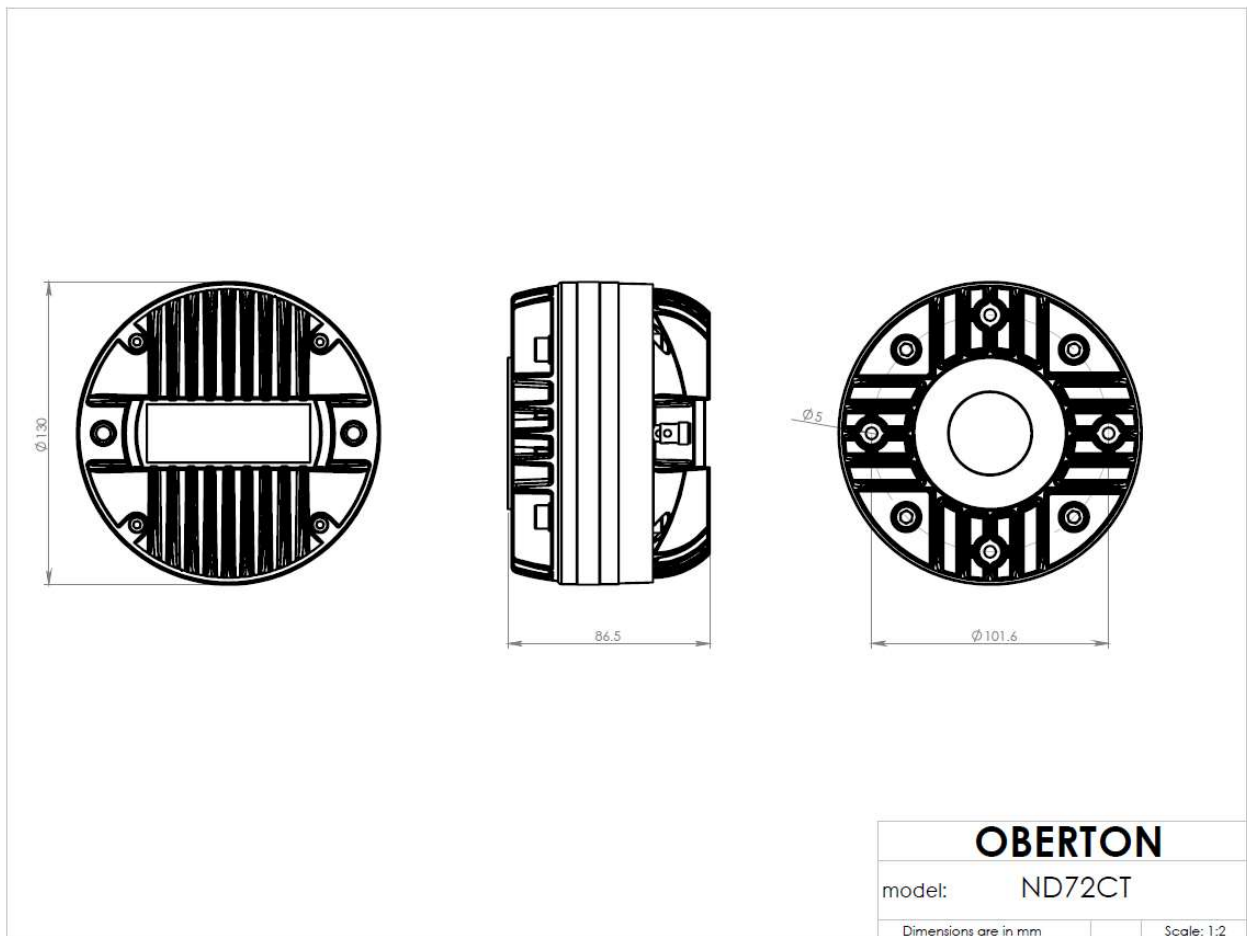 Ø130
86.5
Ø5
Ø101.6
OBERTON
model: ND72CT
Dimensions are in mm Scale: 1:2